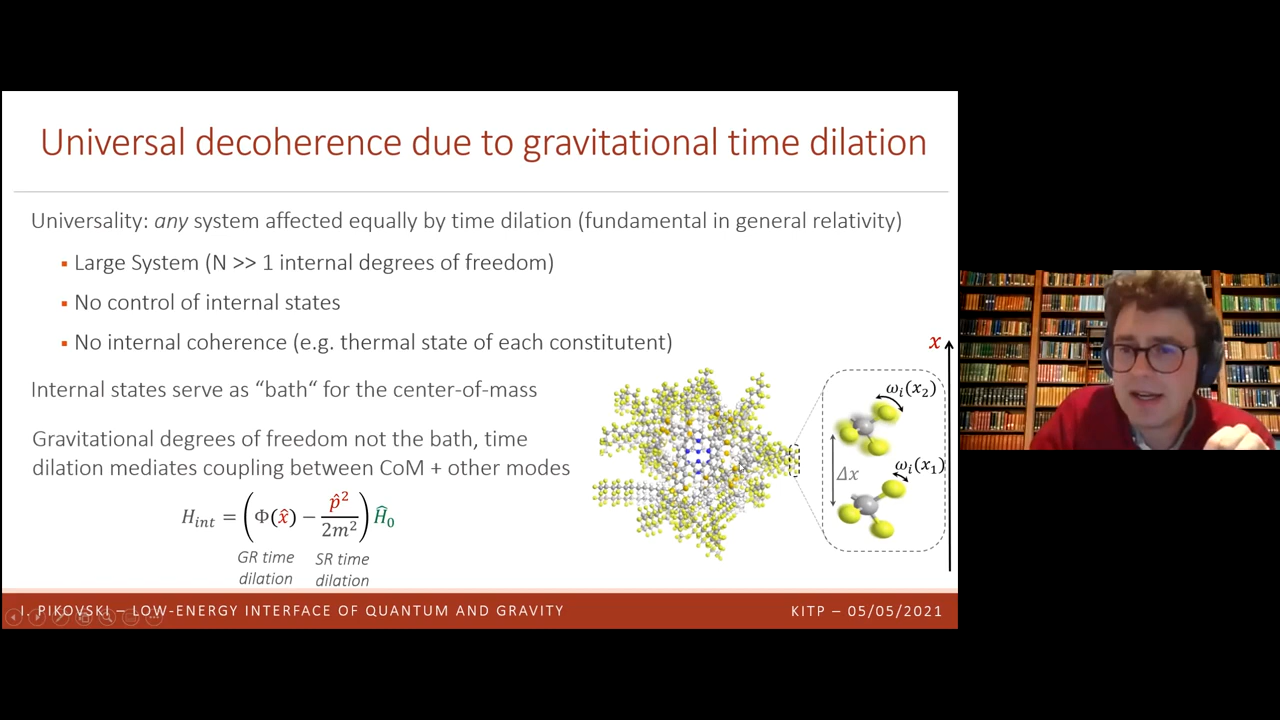 Universal decoherence due to gravitational time dilation
Universality: any system affected equally by time dilation (fundamental in general relativity)
▪ Large System (N >> 1 internal degrees of freedom)
▪ No control of internal states
▪ No internal coherence (e.g. thermal state of each constitutent)
Internal states serve as “bath“ for the center-of-mass
Gravitational degrees of freedom not the bath, time
dilation mediates coupling between CoM + other modes
H_int = (Φ(x̂) − p̂²/2m²) Ĥ₀
GR time
dilation
SR time
dilation
x
ω_i(x₂)
Δx
ω_i(x₁)
I. PIKOVSKI – LOW-ENERGY INTERFACE OF QUANTUM AND GRAVITY
KITP – 05/05/2021